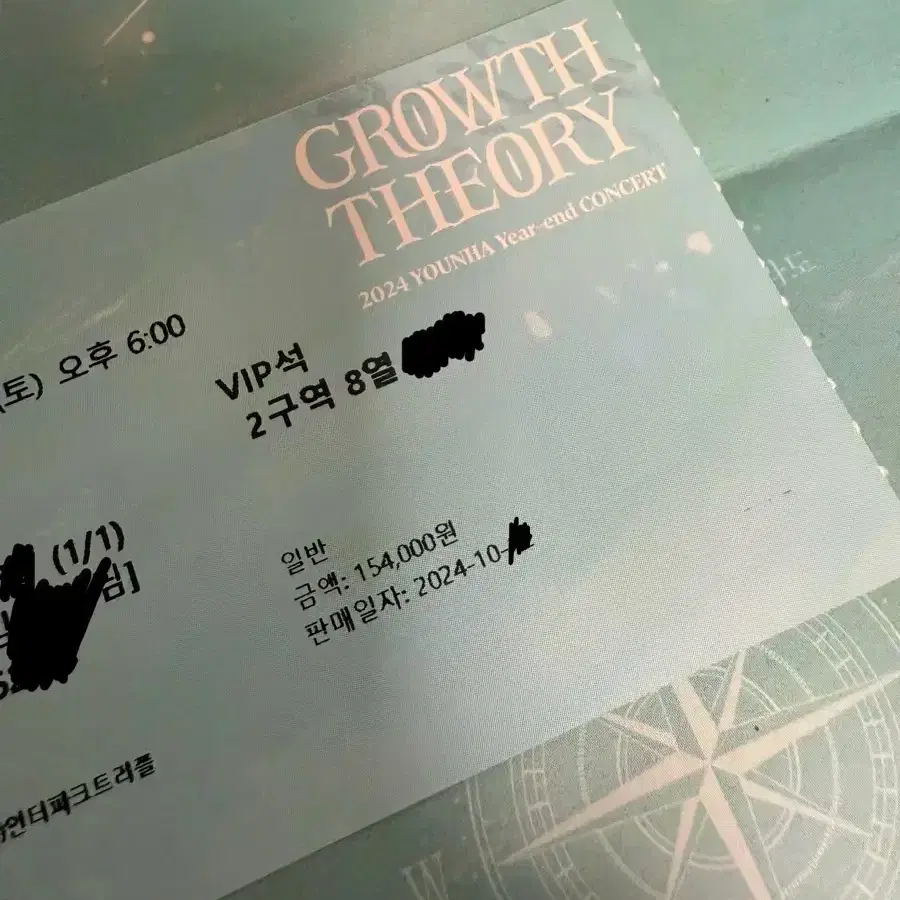 GROWTH
THEORY
2024 YOUNHA Year-end CONCERT
(토) 오후 6:00
VIP석
2구역 8열
(1/1)
님]
일반
금액: 154,000원
판매일자: 2024-10-
인터파크트리플
W